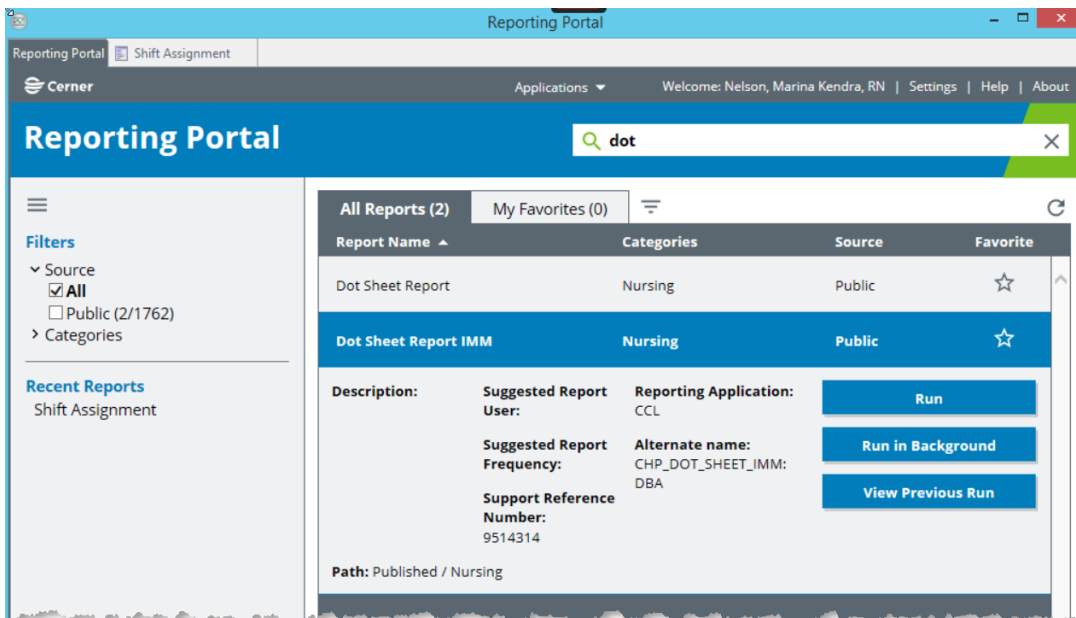 Reporting Portal
Reporting Portal Shift Assignment
Cerner Applications Welcome: Nelson, Marina Kendra, RN | Settings | Help | About
Reporting Portal dot
All Reports (2) My Favorites (0)
Filters
Source
All
Public (2/1762)
Categories
Recent Reports
Shift Assignment
Report Name Categories Source Favorite
Dot Sheet Report Nursing Public
Dot Sheet Report IMM Nursing Public
Description:
Suggested Report
User:
Suggested Report
Frequency:
Support Reference
Number:
9514314
Reporting Application:
CCL
Alternate name:
CHP_DOT_SHEET_IMM:
DBA
Run
Run in Background
View Previous Run
Path: Published / Nursing